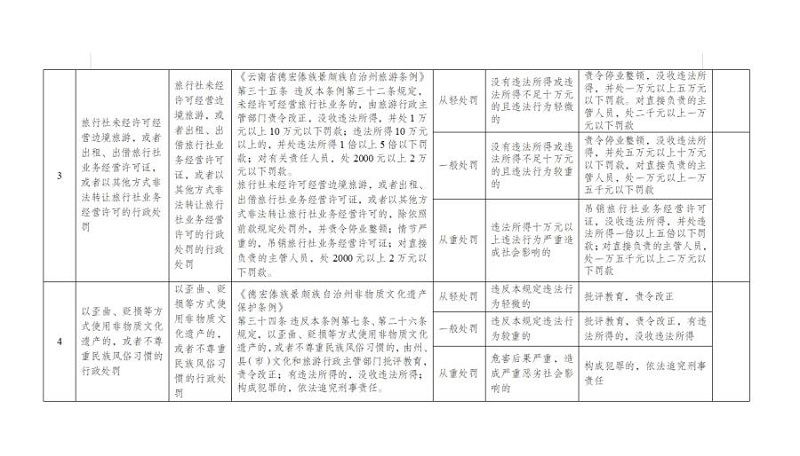 3
旅行社未经许可经
营边境旅游，或者
出租、出借旅行社
业务经营许可证，
或者以其他方式非
法转让旅行社业务
经营许可的行政处
罚
旅行社未经
许可经营边
境旅游，或
者出租、出
借旅行社业
务经营许可
证，或者以
其他方式非
法转让旅行
社业务经营
许可的行政
处罚的行政
处罚
《云南省德宏傣族景颇族自治州旅游条例》
第三十五条 违反本条例第三十二条规定，
未经许可经营旅行社业务的，由旅游行政主
管部门责令改正，没收违法所得，并处 1 万
元以上 10 万元以下罚款；违法所得 10 万元
以上的，并处违法所得 1 倍以上 5 倍以下罚
款；对有关责任人员，处 2000 元以上 2 万
元以下罚款。
旅行社未经许可经营边境旅游，或者出租、
出借旅行社业务经营许可证，或者以其他方
式非法转让旅行社业务经营许可的，除依照
前款规定处罚外，并责令停业整顿；情节严
重的，吊销旅行社业务经营许可证；对直接
负责的主管人员，处 2000 元以上 2 万元以
下罚款。
从轻处罚
没有违法所得或违
法所得不足十万元
的且违法行为轻微
的
责令停业整顿，没收违法所
得，并处一万元以上五万元
以下罚款。对直接负责的主
管人员，处二千元以上一万
元以下罚款
一般处罚
没有违法所得或违
法所得不足十万元
的且违法行为较重
的
责令停业整顿，没收违法所
得，并处五万元以上十万元
以下罚款；对直接负责的主
管人员，处一万元以上一万
五千元以下罚款
从重处罚
违法所得十万元以
上违法行为严重造
成社会影响的
吊销旅行社业务经营许可
证，没收违法所得，并处违
法所得一倍以上五倍以下罚
款；对直接负责的主管人员，
处一万五千元以上二万元以
下罚款
4
以歪曲、贬损等方
式使用非物质文化
遗产的，或者不尊
重民族风俗习惯的
行政处罚
以歪曲、贬
损等方式使
用非物质文
化遗产的，
或者不尊重
民族风俗习
惯的行政处
罚
《德宏傣族景颇族自治州非物质文化遗产
保护条例》
第三十四条 违反本条例第七条、第二十六条
规定，以歪曲、贬损等方式使用非物质文化遗
产的，或者不尊重民族风俗习惯的，由州、
县（市）文化和旅游行政主管部门批评教育，
责令改正；有违法所得的，没收违法所得；
构成犯罪的，依法追究刑事责任。
从轻处罚
违反本规定违法行
为轻微的
批评教育，责令改正
一般处罚
违反本规定违法行
为较重的
批评教育，责令改正，有违
法所得的，没收违法所得
从重处罚
危害后果严重，造
成严重恶劣社会影
响的
构成犯罪的，依法追究刑事
责任